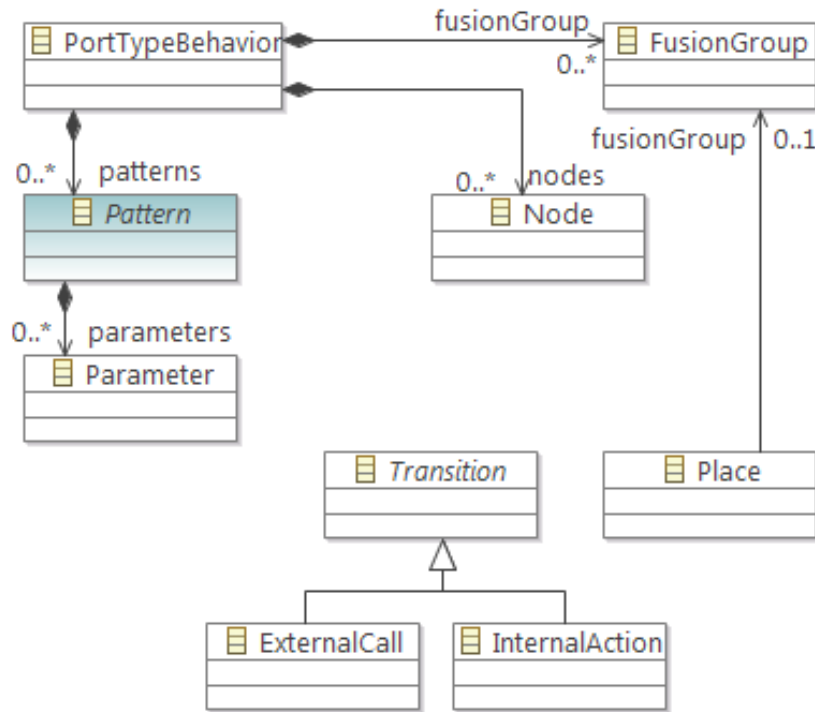 PortTypeBehavior
fusionGroup
0..*
FusionGroup
0..*
patterns
0..*
nodes
fusionGroup
0..1
Pattern
Node
0..*
parameters
Parameter
Transition
Place
ExternalCall
InternalAction